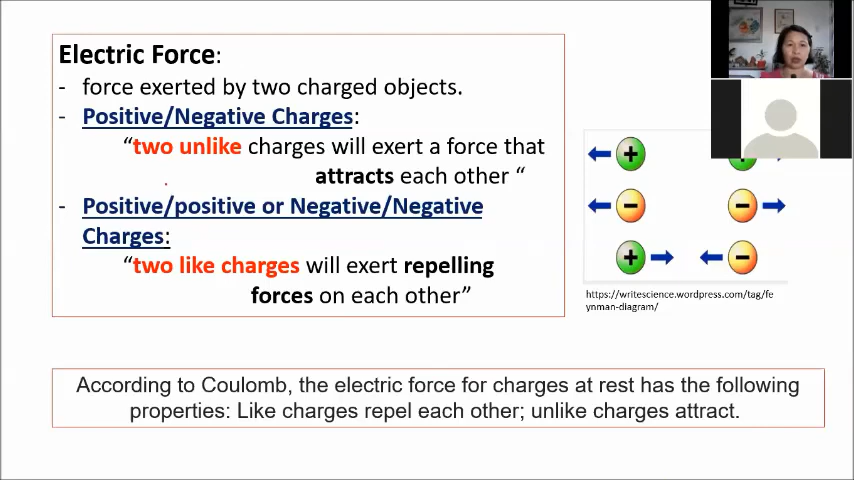 Electric Force:
- force exerted by two charged objects.
- Positive/Negative Charges:
“two unlike charges will exert a force that
attracts each other “
- Positive/positive or Negative/Negative
Charges:
“two like charges will exert repelling
forces on each other”
+
+
− −
+ −
https://writescience.wordpress.com/tag/fe
ynman-diagram/
According to Coulomb, the electric force for charges at rest has the following
properties: Like charges repel each other; unlike charges attract.